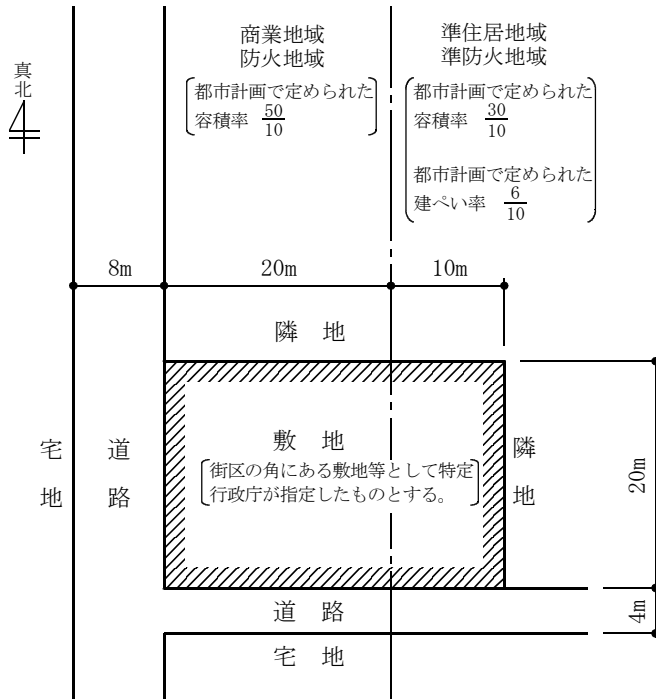 真北
商業地域
防火地域
都市計画で定められた
容積率 50/10
準住居地域
準防火地域
都市計画で定められた
容積率 30/10
都市計画で定められた
建ぺい率 6/10
8m
20m
10m
隣地
宅地
道路
敷地
街区の角にある敷地等として特定
行政庁が指定したものとする。
隣地
20m
道路
4m
宅地